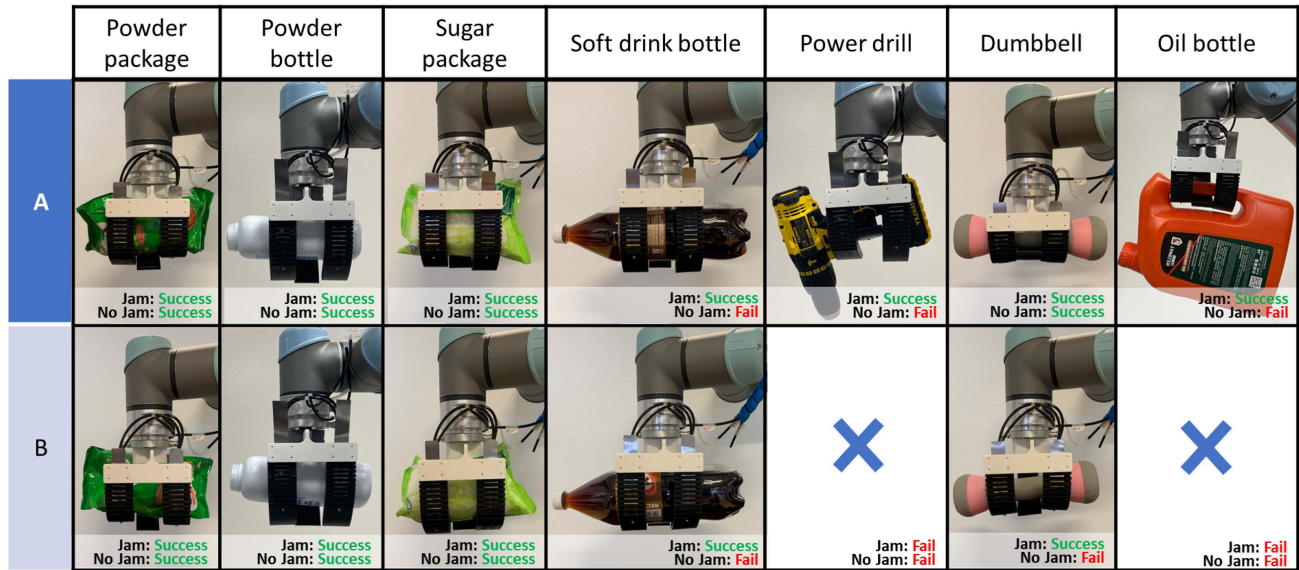 Powder
package
Powder
bottle
Sugar
package
Soft drink bottle
Power drill
Dumbbell
Oil bottle
A
Jam: Success
No Jam: Success
Jam: Success
No Jam: Success
Jam: Success
No Jam: Success
Jam: Success
No Jam: Fail
Jam: Success
No Jam: Fail
Jam: Success
No Jam: Success
Jam: Success
No Jam: Fail
B
Jam: Success
No Jam: Success
Jam: Success
No Jam: Success
Jam: Success
No Jam: Success
Jam: Success
No Jam: Fail
Jam: Fail
No Jam: Fail
Jam: Success
No Jam: Fail
Jam: Fail
No Jam: Fail